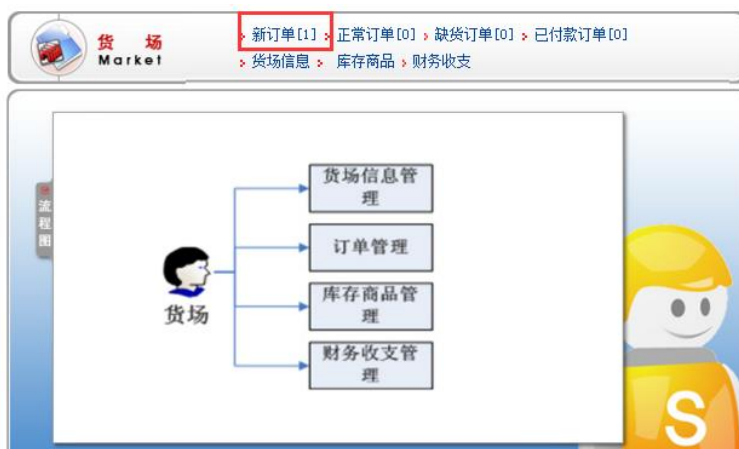 货场
Market
新订单[1] 正常订单[0] 缺货订单[0] 已付款订单[0]
货场信息 库存商品 财务收支
流程图
货场
货场信息管
理
订单管理
库存商品管
理
财务收支管
理
S